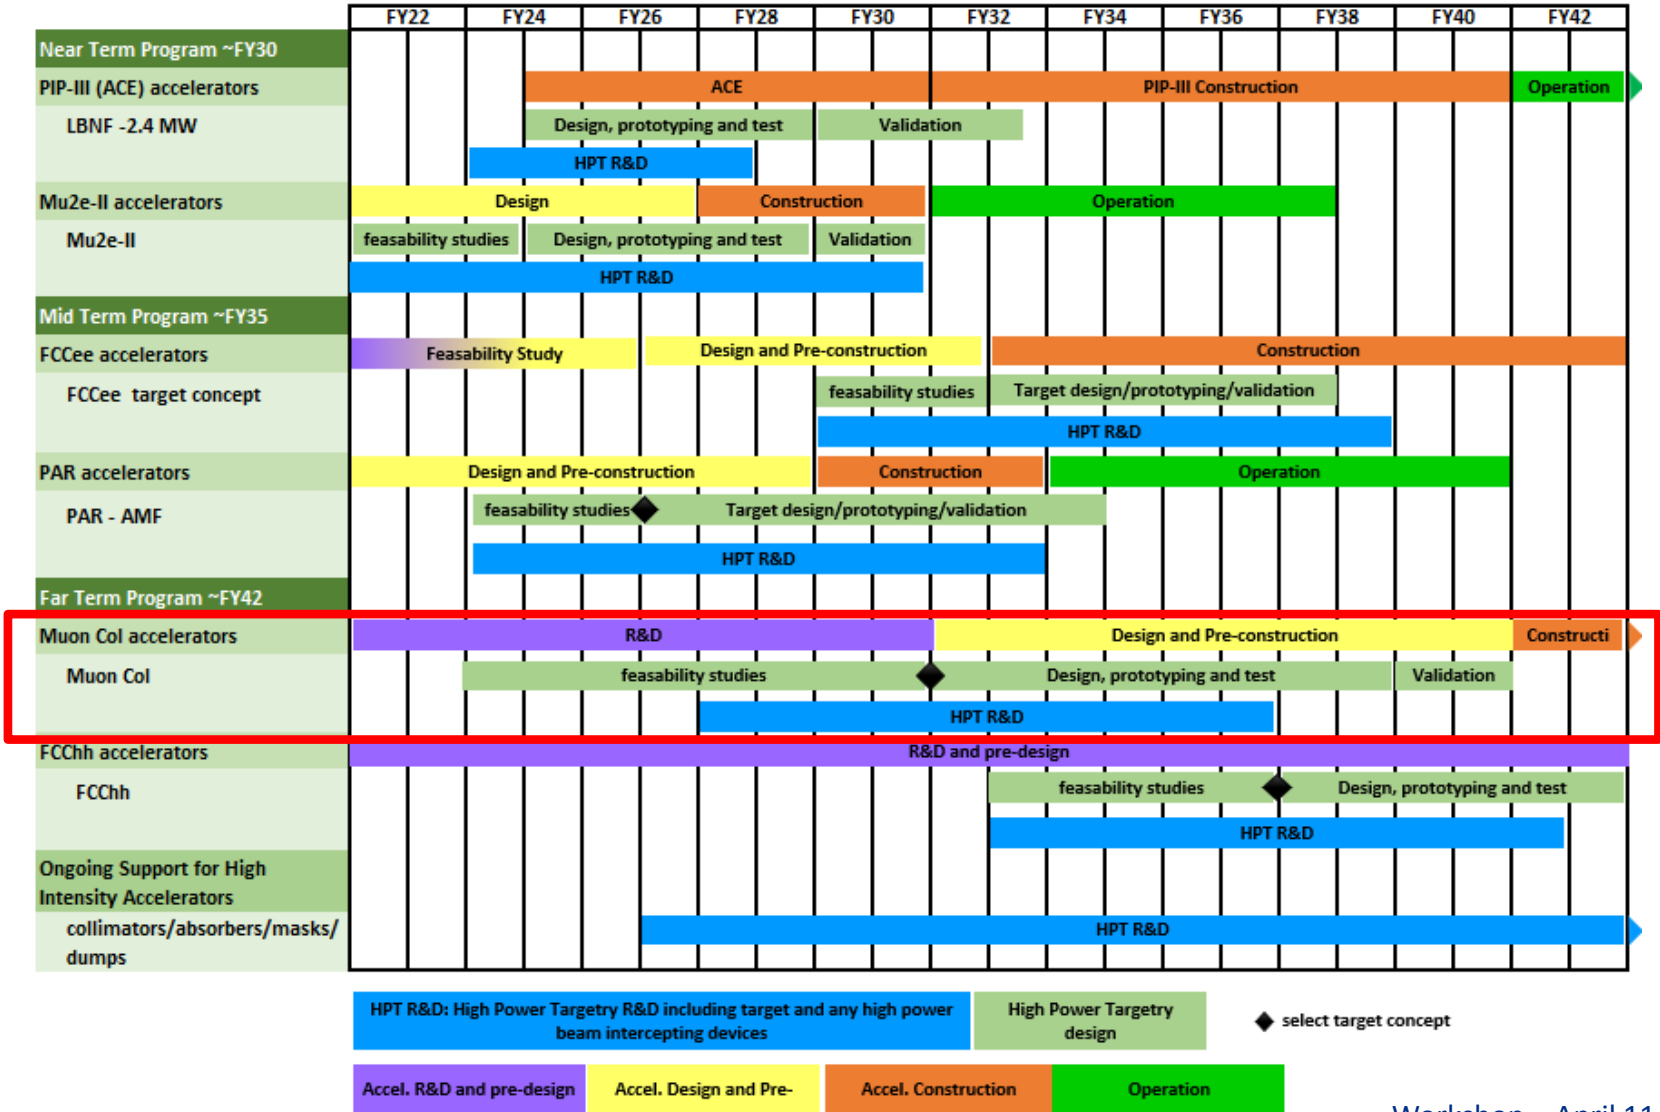 FY22 FY24 FY26 FY28 FY30 FY32 FY34 FY36 FY38 FY40 FY42
Near Term Program ~FY30
PIP-III (ACE) accelerators ACE PIP-III Construction Operation
LBNF -2.4 MW Design, prototyping and test Validation
HPT R&D
Mu2e-II accelerators Design Construction Operation
Mu2e-II feasability studies Design, prototyping and test Validation
HPT R&D
Mid Term Program ~FY35
FCCee accelerators Feasability Study Design and Pre-construction Construction
FCCee target concept feasability studies Target design/prototyping/validation
HPT R&D
PAR accelerators Design and Pre-construction Construction Operation
PAR - AMF feasability studies Target design/prototyping/validation
HPT R&D
Far Term Program ~FY42
Muon Col accelerators R&D Design and Pre-construction Constructi
Muon Col feasability studies Design, prototyping and test Validation
HPT R&D
FCChh accelerators R&D and pre-design
FCChh feasability studies Design, prototyping and test
HPT R&D
Ongoing Support for High
Intensity Accelerators
collimators/absorbers/masks/ HPT R&D
dumps
HPT R&D: High Power Targetry R&D including target and any high power
beam intercepting devices
High Power Targetry
design
select target concept
Accel. R&D and pre-design Accel. Design and Pre- Accel. Construction Operation
Workshop April 11